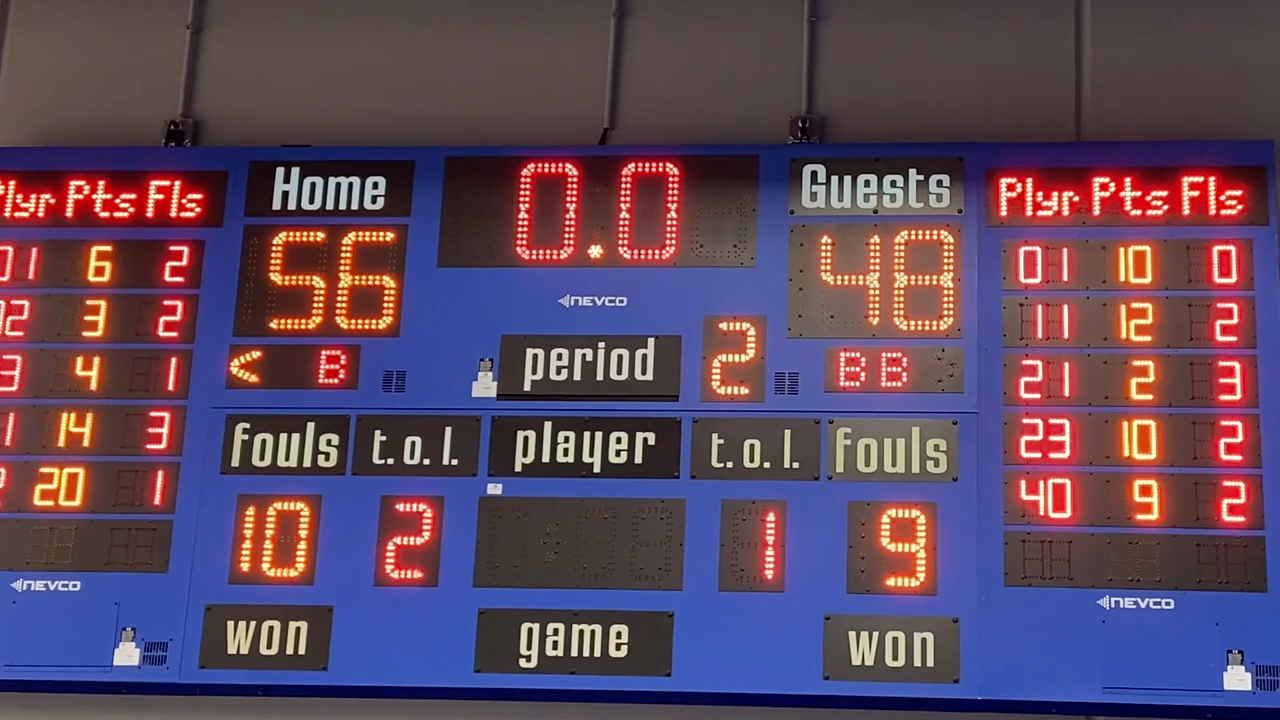 Plyr Pts Fls
01 6 2
02 3 2
3 4 1
1 14 3
20 1
NEVCO
Home
56
< B
0.0
NEVCO
period 2
Guests
48
BB
fouls t.o.l. player t.o.l. fouls
10 2 1 9
won game won
Plyr Pts Fls
01 10 0
11 12 2
21 2 3
23 10 2
40 9 2
NEVCO